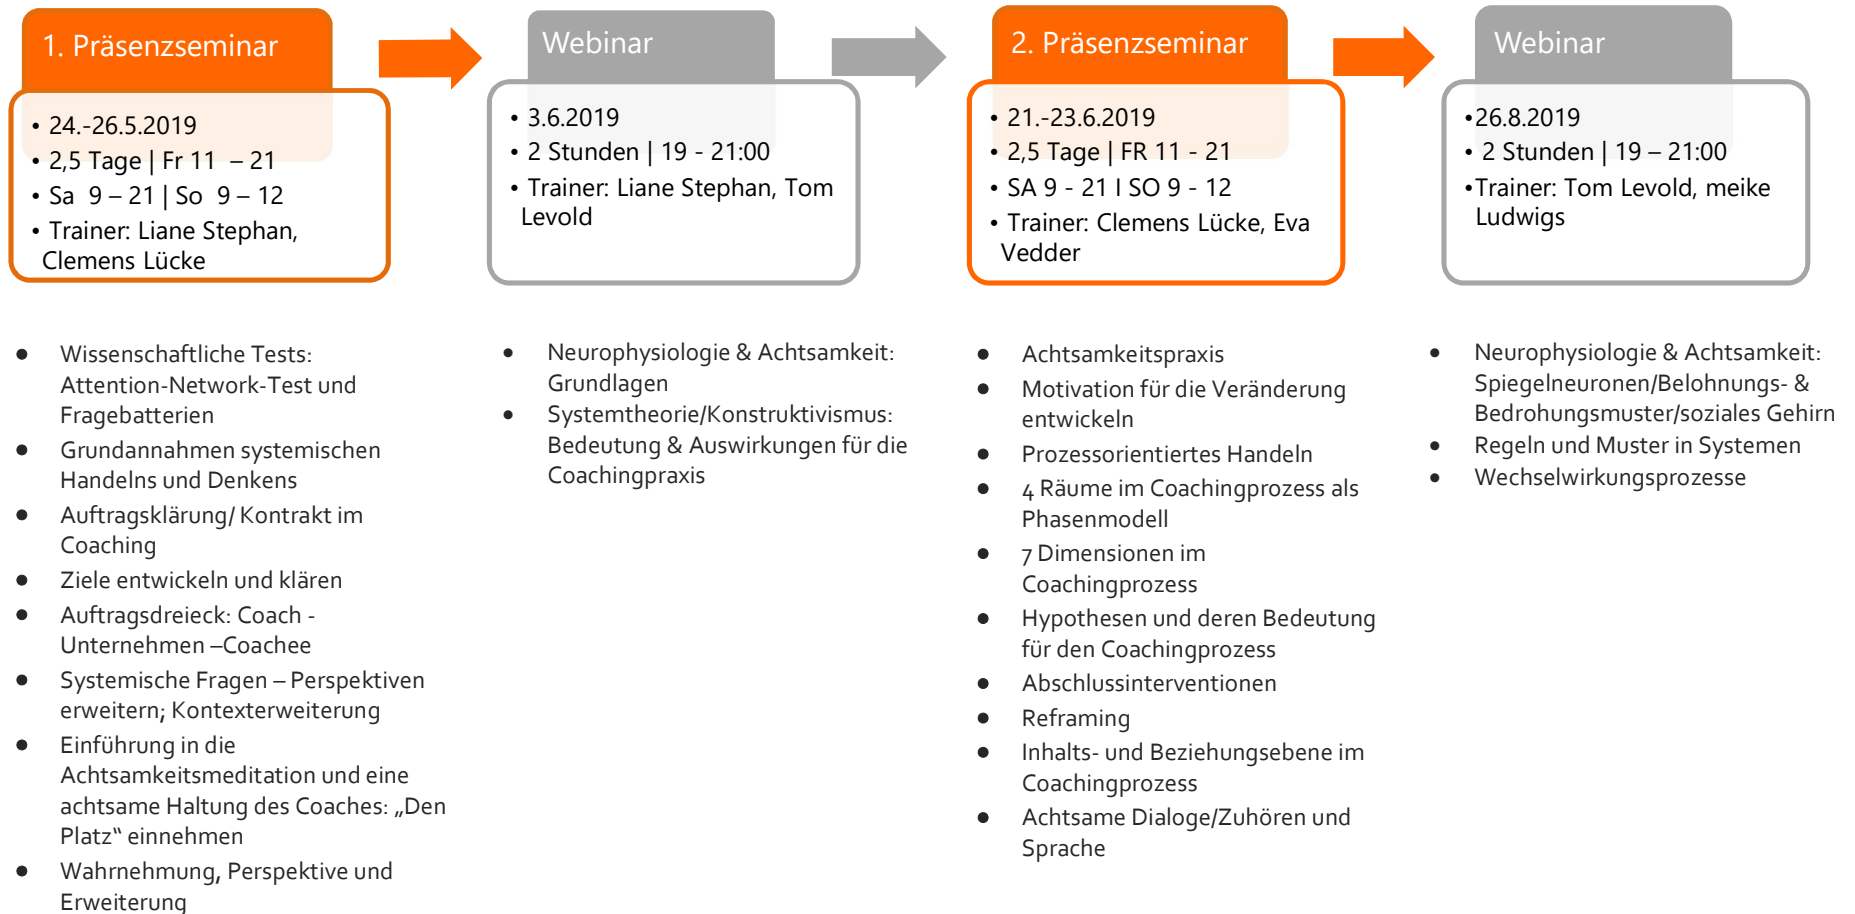 1. Präsenzseminar
• 24.-26.5.2019
• 2,5 Tage | Fr 11 – 21
• Sa 9 – 21 | So 9 – 12
• Trainer: Liane Stephan,
Clemens Lücke
• Wissenschaftliche Tests:
Attention-Network-Test und
Fragebatterien
• Grundannahmen systemischen
Handelns und Denkens
• Auftragsklärung/ Kontrakt im
Coaching
• Ziele entwickeln und klären
• Auftragsdreieck: Coach -
Unternehmen –Coachee
• Systemische Fragen – Perspektiven
erweitern; Kontexterweiterung
• Einführung in die
Achtsamkeitsmeditation und eine
achtsame Haltung des Coaches: „Den
Platz“ einnehmen
• Wahrnehmung, Perspektive und
Erweiterung
Webinar
• 3.6.2019
• 2 Stunden | 19 - 21:00
• Trainer: Liane Stephan, Tom
Levold
• Neurophysiologie & Achtsamkeit:
Grundlagen
• Systemtheorie/Konstruktivismus:
Bedeutung & Auswirkungen für die
Coachingpraxis
2. Präsenzseminar
• 21.-23.6.2019
• 2,5 Tage | FR 11 - 21
• SA 9 - 21 I SO 9 - 12
• Trainer: Clemens Lücke, Eva
Vedder
• Achtsamkeitspraxis
• Motivation für die Veränderung
entwickeln
• Prozessorientiertes Handeln
• 4 Räume im Coachingprozess als
Phasenmodell
• 7 Dimensionen im
Coachingprozess
• Hypothesen und deren Bedeutung
für den Coachingprozess
• Abschlussinterventionen
• Reframing
• Inhalts- und Beziehungsebene im
Coachingprozess
• Achtsame Dialoge/Zuhören und
Sprache
Webinar
•26.8.2019
• 2 Stunden | 19 – 21:00
•Trainer: Tom Levold, meike
Ludwigs
• Neurophysiologie & Achtsamkeit:
Spiegelneuronen/Belohnungs- &
Bedrohungsmuster/soziales Gehirn
• Regeln und Muster in Systemen
• Wechselwirkungsprozesse